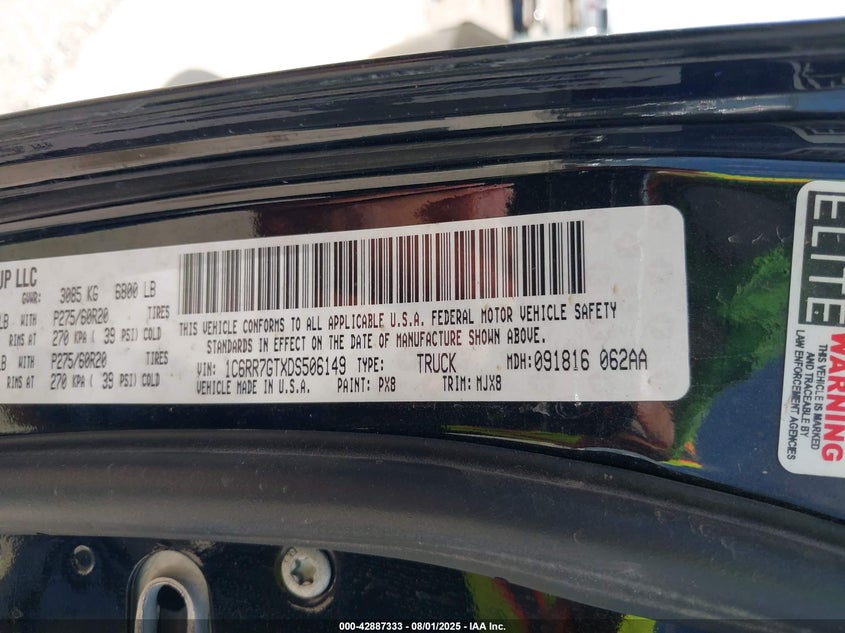 UP LLC
GVWR: 3085 KG 6800 LB
LB WITH P275/60R20 TIRES
RIMS AT 270 KPA ( 39 PSI) COLD
LB WITH P275/60R20 TIRES
RIMS AT 270 KPA ( 39 PSI) COLD
THIS VEHICLE CONFORMS TO ALL APPLICABLE U.S.A. FEDERAL MOTOR VEHICLE SAFETY
STANDARDS IN EFFECT ON THE DATE OF MANUFACTURE SHOWN ABOVE.
VIN: 1C6RR7GTXDS506149 TYPE: TRUCK MDH: 091816 062AA
VEHICLE MADE IN U.S.A. PAINT: PX8 TRIM: MJX8
ELITE
WARNING
THIS VEHICLE IS MARKED
AND TRACEABLE BY
LAW ENFORCEMENT AGENCIES
000-42887333 - 08/01/2025 - IAA Inc.